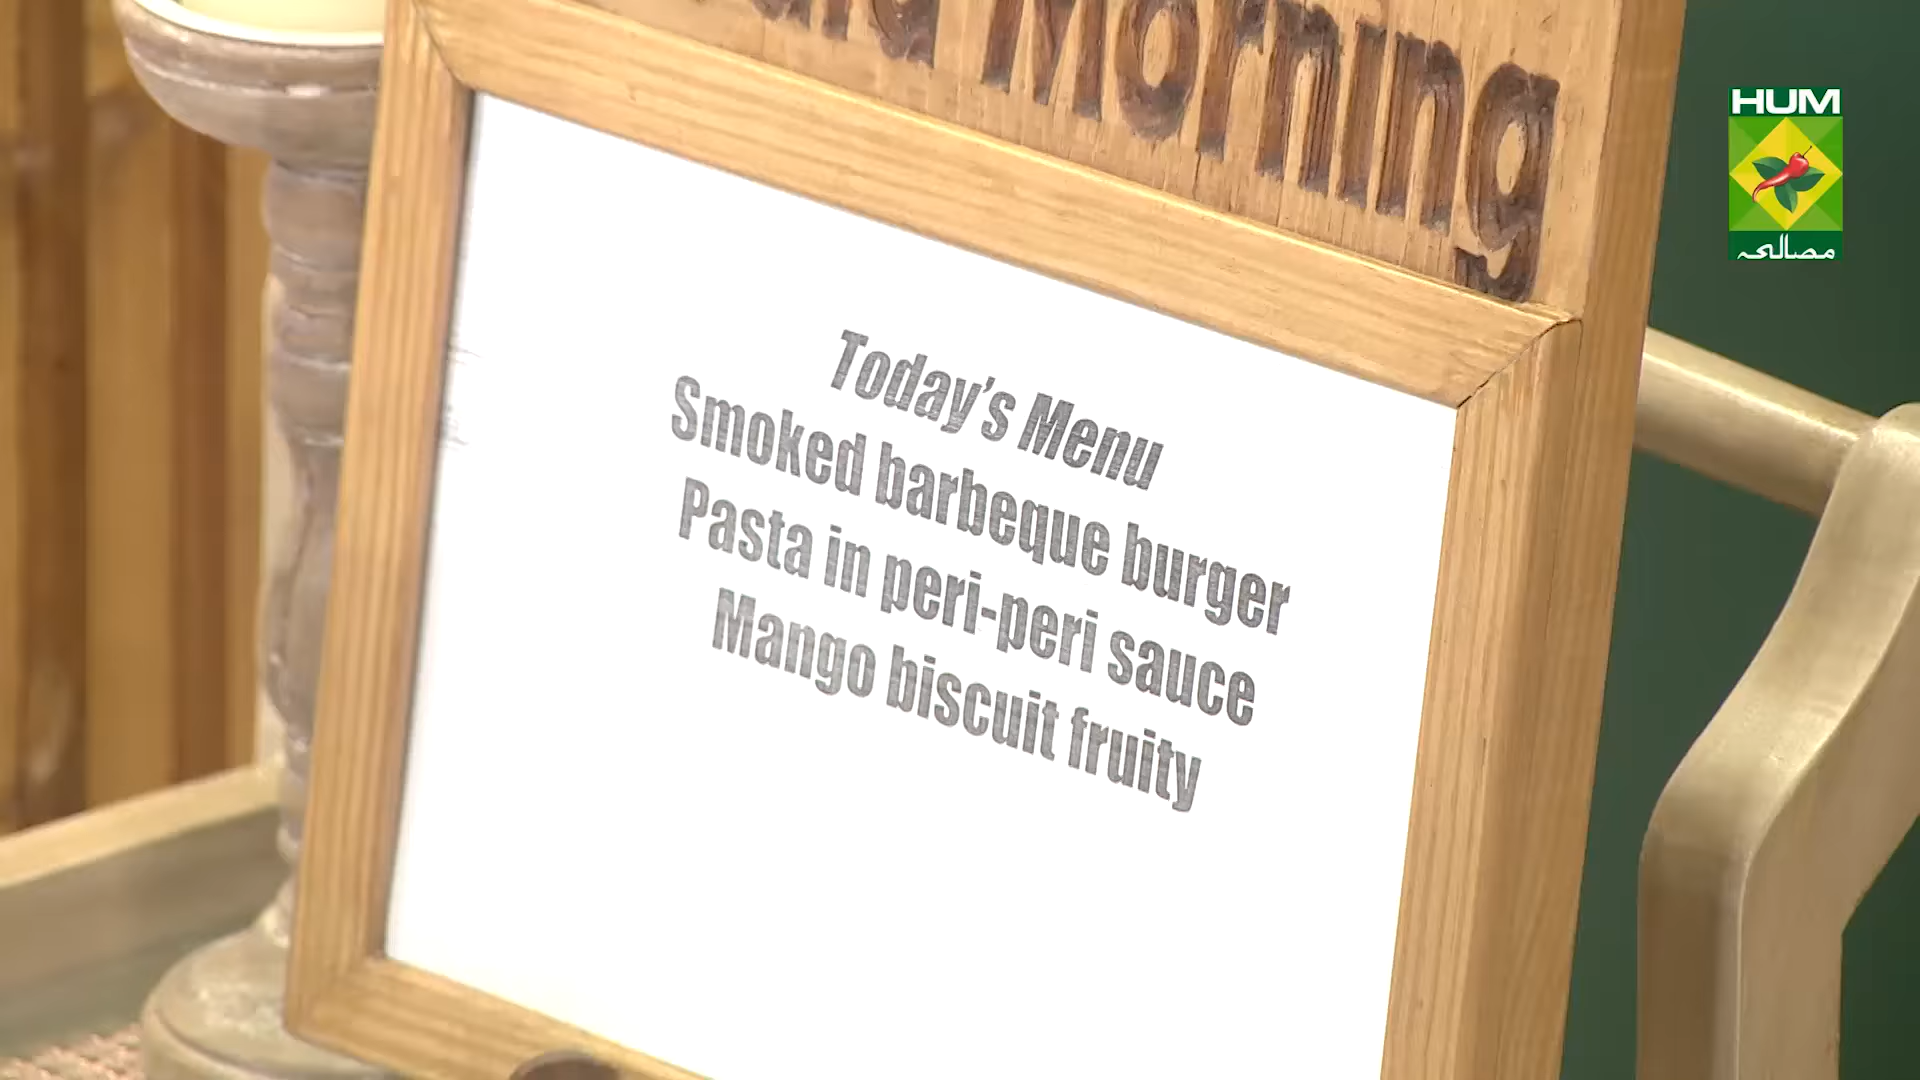 Morning
HUM
مصالحہ
Today's Menu
Smoked barbeque burger
Pasta in peri-peri sauce
Mango biscuit fruity